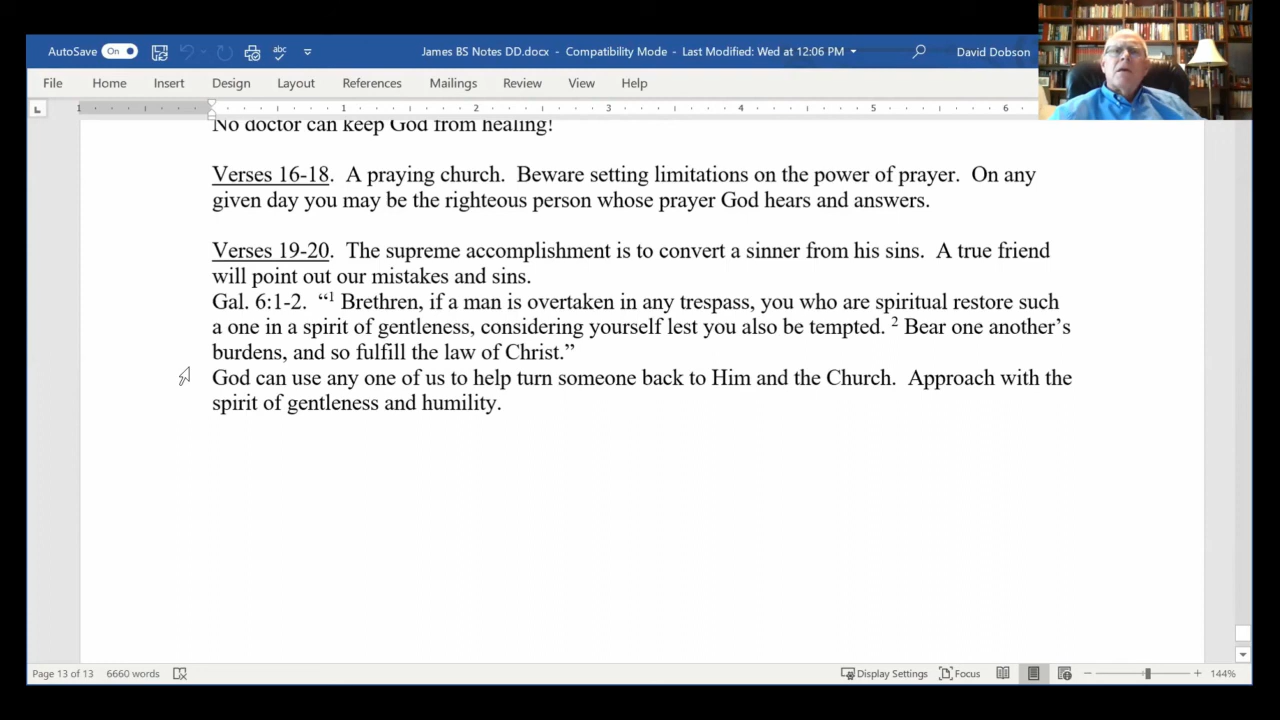 AutoSave On abc James BS Notes DD.docx - Compatibility Mode - Last Modified: Wed at 12:06 PM David Dobson
File Home Insert Design Layout References Mailings Review View Help
1 1 2 3 4 5 6
No doctor can keep God from healing!
Verses 16-18. A praying church. Beware setting limitations on the power of prayer. On any
given day you may be the righteous person whose prayer God hears and answers.
Verses 19-20. The supreme accomplishment is to convert a sinner from his sins. A true friend
will point out our mistakes and sins.
Gal. 6:1-2. “1 Brethren, if a man is overtaken in any trespass, you who are spiritual restore such
a one in a spirit of gentleness, considering yourself lest you also be tempted. 2 Bear one another’s
burdens, and so fulfill the law of Christ.”
God can use any one of us to help turn someone back to Him and the Church. Approach with the
spirit of gentleness and humility.
Page 13 of 13 6660 words Display Settings Focus 144%